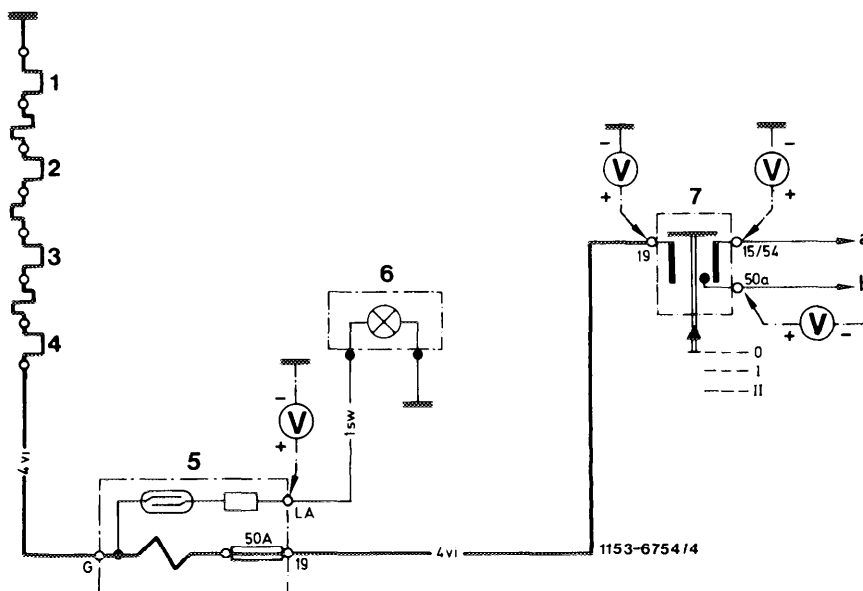 1
2
3
4
4vi
G
5
50A
LA
19
V
- +
1sw
6
4vi
1153-6754/4
V
- +
19
7
V
- +
15/54
50a
a
V
+ -
0
I
II